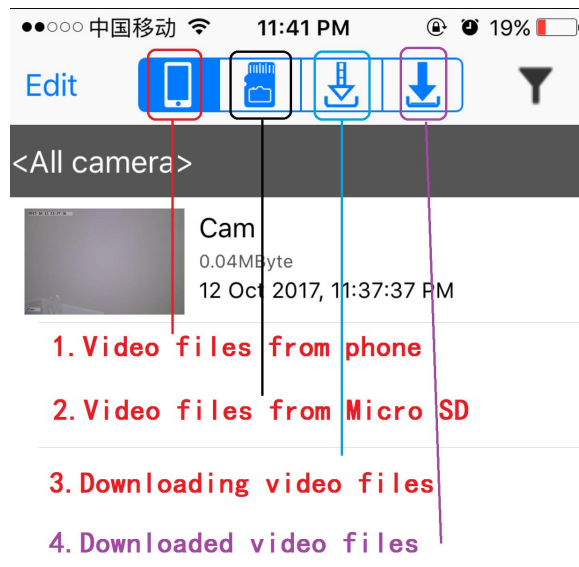 中国移动 11:41 PM 19%
Edit
<All camera>
Cam
0.04MByte
12 Oct 2017, 11:37:37 PM
1.Video files from phone
2.Video files from Micro SD
3.Downloading video files
4.Downloaded video files